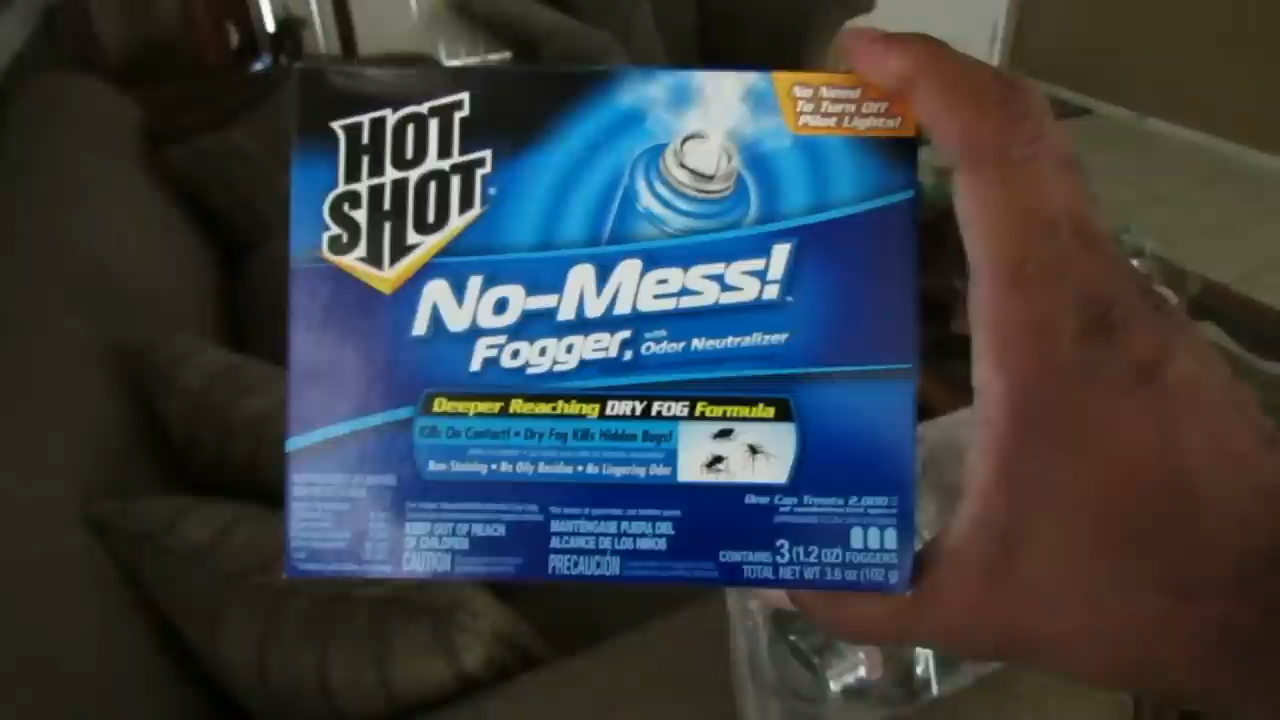 No Need
To Turn Off
Pilot Lights!
HOT
SHOT
No-Mess!
Fogger, with Odor Neutralizer
Deeper Reaching DRY FOG Formula
Kills On Contact! • Dry Fog Kills Hidden Bugs!
Non-Staining • No Oily Residue • No Lingering Odor
One Can Treats 2,000
KEEP OUT OF REACH
OF CHILDREN
CAUTION
MANTÉNGASE FUERA DEL
ALCANCE DE LOS NIÑOS
PRECAUCIÓN
CONTAINS 3 (1.2 OZ) FOGGERS
TOTAL NET WT 3.6 oz (102 g)